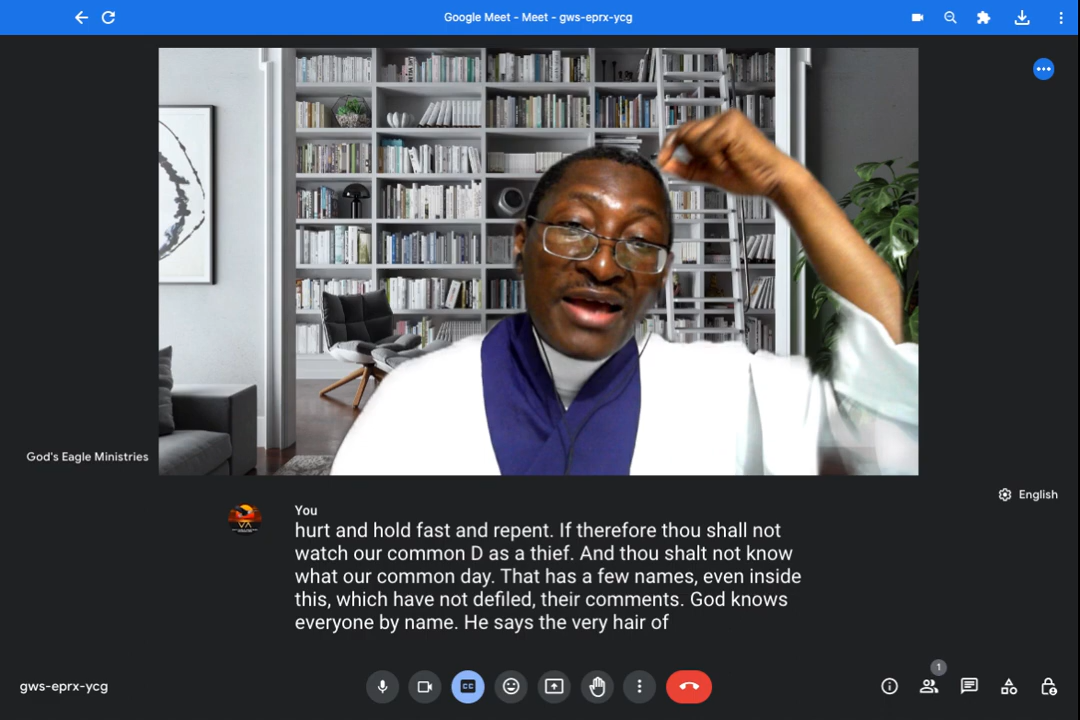 Google Meet - Meet - gws-eprx-ycg
God's Eagle Ministries
English
You
hurt and hold fast and repent. If therefore thou shall not
watch our common D as a thief. And thou shalt not know
what our common day. That has a few names, even inside
this, which have not defiled, their comments. God knows
everyone by name. He says the very hair of
gws-eprx-ycg
CC
1